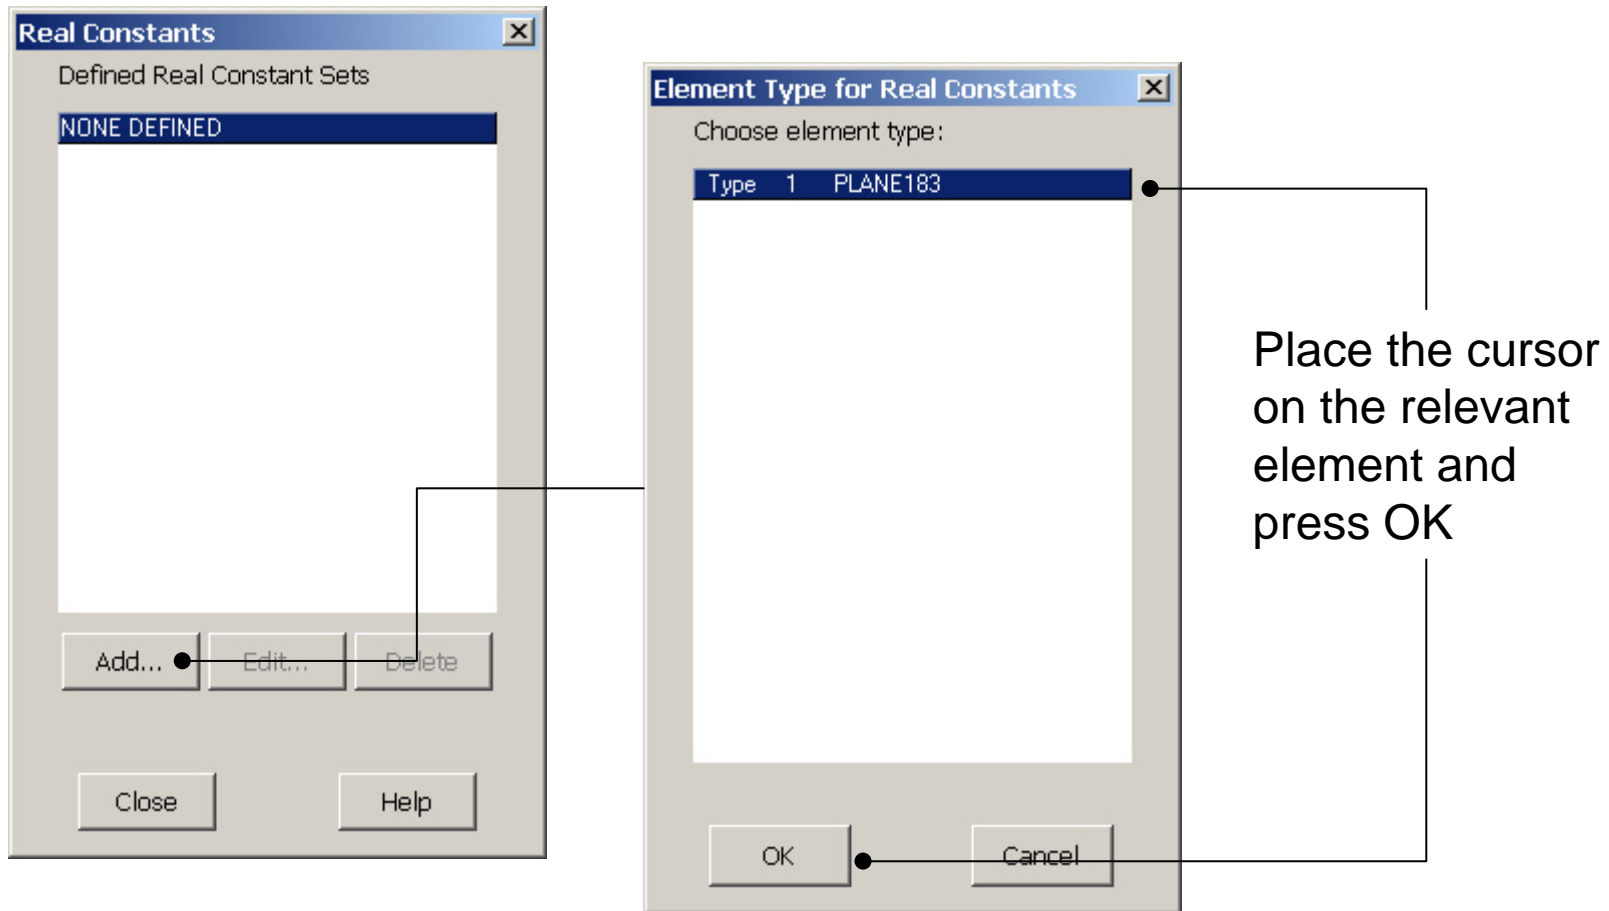 Real Constants
Defined Real Constant Sets
NONE DEFINED
Add...
Edit...
Delete
Close
Help
Element Type for Real Constants
Choose element type:
Type 1 PLANE183
OK
Cancel
Place the cursor
on the relevant
element and
press OK